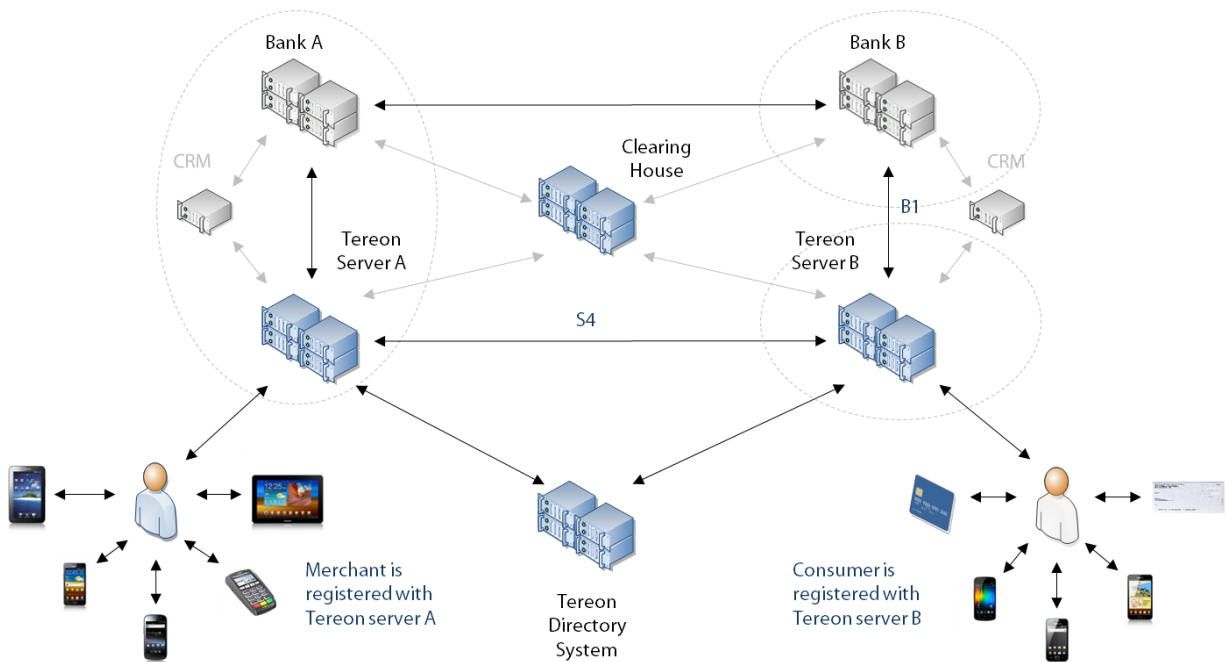 Bank A
Bank B
Clearing
House
CRM
CRM
B1
Tereon
Server A
Tereon
Server B
S4
Merchant is
registered with
Tereon server A
Consumer is
registered with
Tereon server B
Tereon
Directory
System